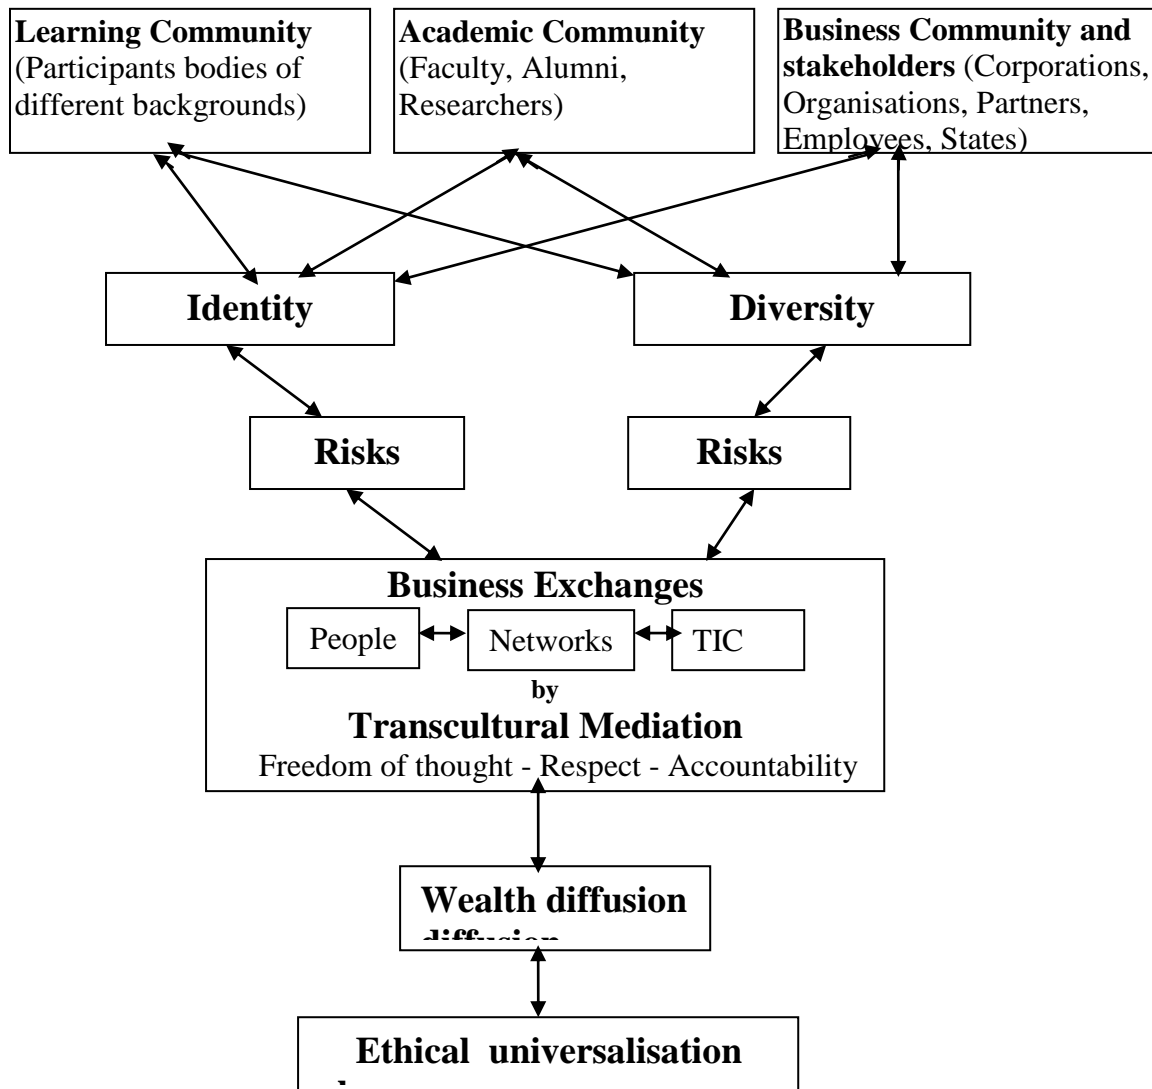 Learning Community
(Participants bodies of
different backgrounds)
Academic Community
(Faculty, Alumni,
Researchers)
Business Community and
stakeholders (Corporations,
Organisations, Partners,
Employees, States)
Identity
Diversity
Risks
Risks
Business Exchanges
People
Networks
TIC
by
Transcultural Mediation
Freedom of thought - Respect - Accountability
Wealth diffusion
diffusion
Ethical universalisation